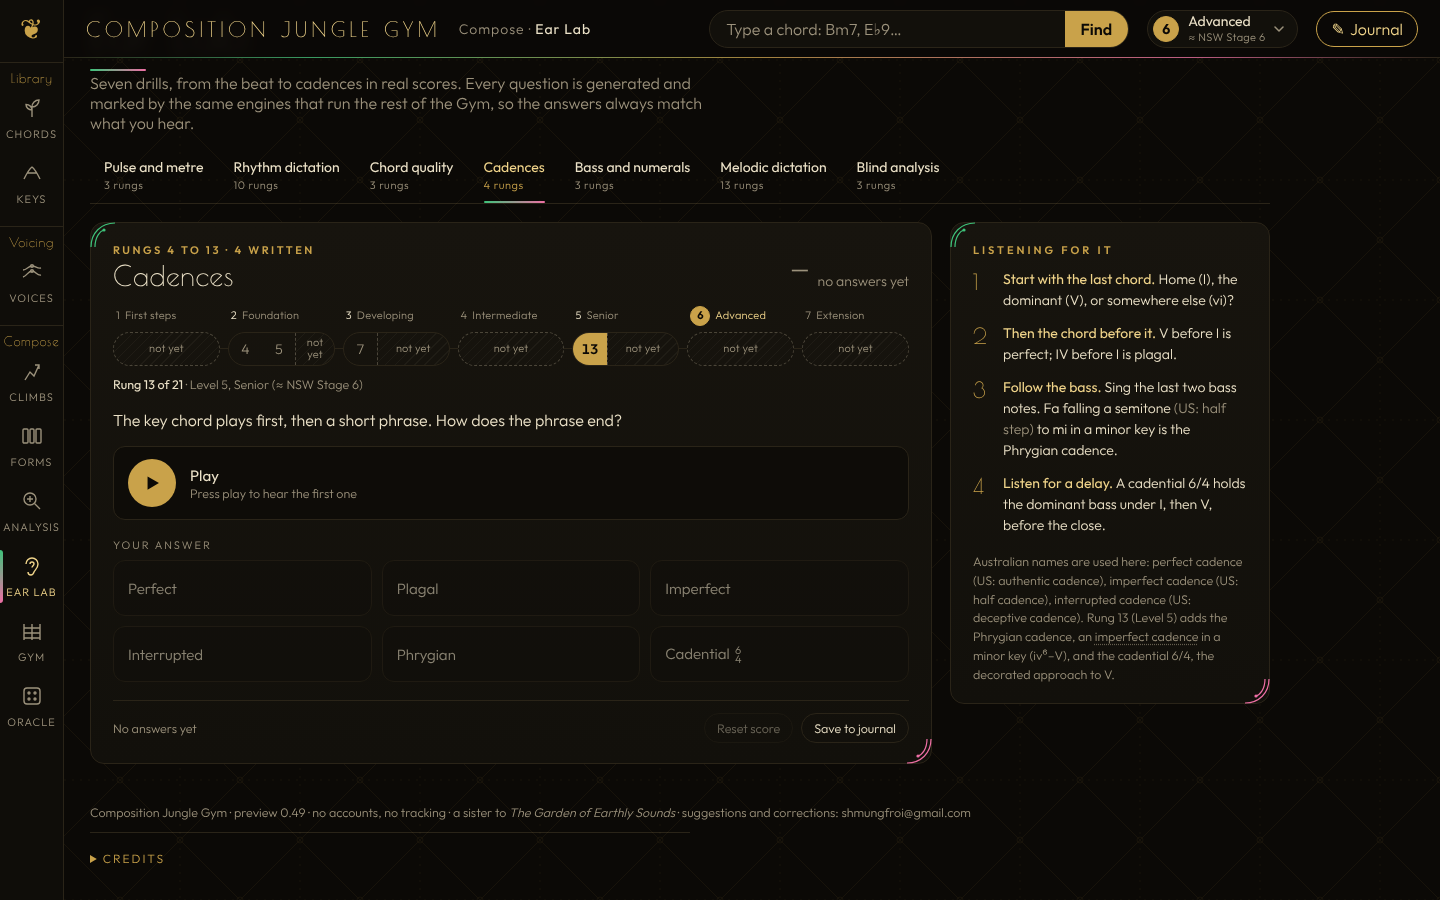 COMPOSITION JUNGLE GYM
Compose · Ear Lab
Type a chord: Bm7, E♭9...
Find
6
Advanced
≈ NSW Stage 6
✎ Journal
Library
CHORDS
KEYS
Voicing
VOICES
Compose
CLIMBS
FORMS
ANALYSIS
EAR LAB
GYM
ORACLE
Seven drills, from the beat to cadences in real scores. Every question is generated and
marked by the same engines that run the rest of the Gym, so the answers always match
what you hear.
Pulse and metre
3 rungs
Rhythm dictation
10 rungs
Chord quality
3 rungs
Cadences
4 rungs
Bass and numerals
3 rungs
Melodic dictation
13 rungs
Blind analysis
3 rungs
RUNGS 4 TO 13 · 4 WRITTEN
Cadences
— no answers yet
1 First steps
2 Foundation
3 Developing
4 Intermediate
5 Senior
6 Advanced
7 Extension
not yet
4 5 not yet
7 not yet
not yet
13 not yet
not yet
not yet
Rung 13 of 21 · Level 5, Senior (≈ NSW Stage 6)
The key chord plays first, then a short phrase. How does the phrase end?
Play
Press play to hear the first one
YOUR ANSWER
Perfect
Plagal
Imperfect
Interrupted
Phrygian
Cadential 6/4
No answers yet
Reset score
Save to journal
LISTENING FOR IT
1 Start with the last chord. Home (I), the
dominant (V), or somewhere else (vi)?
2 Then the chord before it. V before I is
perfect; IV before I is plagal.
3 Follow the bass. Sing the last two bass
notes. Fa falling a semitone (US: half
step) to mi in a minor key is the
Phrygian cadence.
4 Listen for a delay. A cadential 6/4 holds
the dominant bass under I, then V,
before the close.
Australian names are used here: perfect cadence
(US: authentic cadence), imperfect cadence (US:
half cadence), interrupted cadence (US:
deceptive cadence). Rung 13 (Level 5) adds the
Phrygian cadence, an imperfect cadence in a
minor key (iv⁶–V), and the cadential 6/4, the
decorated approach to V.
Composition Jungle Gym · preview 0.49 · no accounts, no tracking · a sister to The Garden of Earthly Sounds · suggestions and corrections: shmungfroi@gmail.com
CREDITS